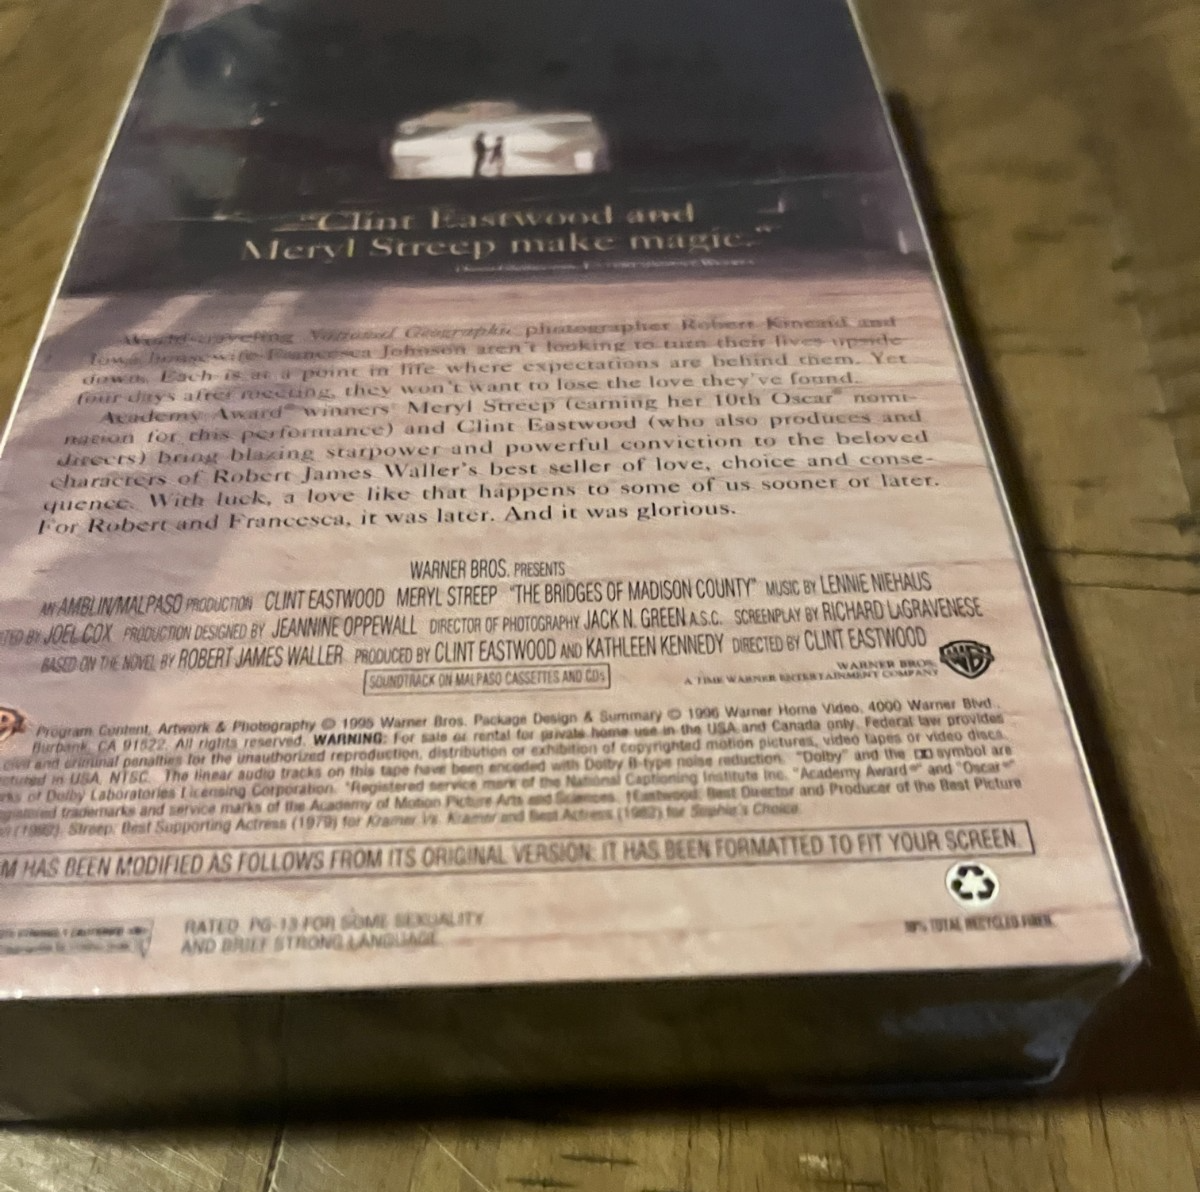 "Clint Eastwood and
Meryl Streep make magic."
World-traveling National Geographic photographer Robert Kincaid and
Iowa housewife Francesca Johnson aren't looking to turn their lives upside
down. Each is at a point in life where expectations are behind them. Yet
four days after meeting, they won't want to lose the love they've found.
Academy Award® winners† Meryl Streep (earning her 10th Oscar® nomi-
nation for this performance) and Clint Eastwood (who also produces and
directs) bring blazing starpower and powerful conviction to the beloved
characters of Robert James Waller's best seller of love, choice and conse-
quence. With luck, a love like that happens to some of us sooner or later.
For Robert and Francesca, it was later. And it was glorious.
WARNER BROS. PRESENTS
AN AMBLIN/MALPASO PRODUCTION CLINT EASTWOOD MERYL STREEP "THE BRIDGES OF MADISON COUNTY" MUSIC BY LENNIE NIEHAUS
TED BY JOEL COX PRODUCTION DESIGNED BY JEANNINE OPPEWALL DIRECTOR OF PHOTOGRAPHY JACK N. GREEN A.S.C. SCREENPLAY BY RICHARD LaGRAVENESE
BASED ON THE NOVEL BY ROBERT JAMES WALLER PRODUCED BY CLINT EASTWOOD AND KATHLEEN KENNEDY DIRECTED BY CLINT EASTWOOD
SOUNDTRACK ON MALPASO CASSETTES AND CDs
WARNER BROS.
A TIME WARNER ENTERTAINMENT COMPANY
Program Content, Artwork & Photography © 1995 Warner Bros. Package Design & Summary © 1996 Warner Home Video, 4000 Warner Blvd.,
Burbank, CA 91522. All rights reserved. WARNING: For sale or rental for private home use in the USA and Canada only. Federal law provides
civil and criminal penalties for the unauthorized reproduction, distribution or exhibition of copyrighted motion pictures, video tapes or video discs.
ctured in USA. NTSC. The linear audio tracks on this tape have been encoded with Dolby B-type noise reduction. "Dolby" and the symbol are
rks of Dolby Laboratories Licensing Corporation. *Registered service mark of the National Captioning Institute Inc. "Academy Award®" and "Oscar®"
gistered trademarks and service marks of the Academy of Motion Picture Arts and Sciences. †Eastwood: Best Director and Producer of the Best Picture
(1992). Streep: Best Supporting Actress (1979) for Kramer Vs. Kramer and Best Actress (1982) for Sophie's Choice.
M HAS BEEN MODIFIED AS FOLLOWS FROM ITS ORIGINAL VERSION: IT HAS BEEN FORMATTED TO FIT YOUR SCREEN.
RATED PG-13 FOR SOME SEXUALITY
AND BRIEF STRONG LANGUAGE
TOTAL RECYCLED FIBER